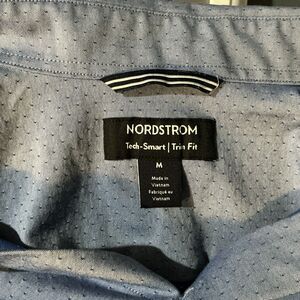 NORDSTROM
Tech-Smart | Trim Fit
M
Made in
Vietnam
Fabriqué au
Vietnam